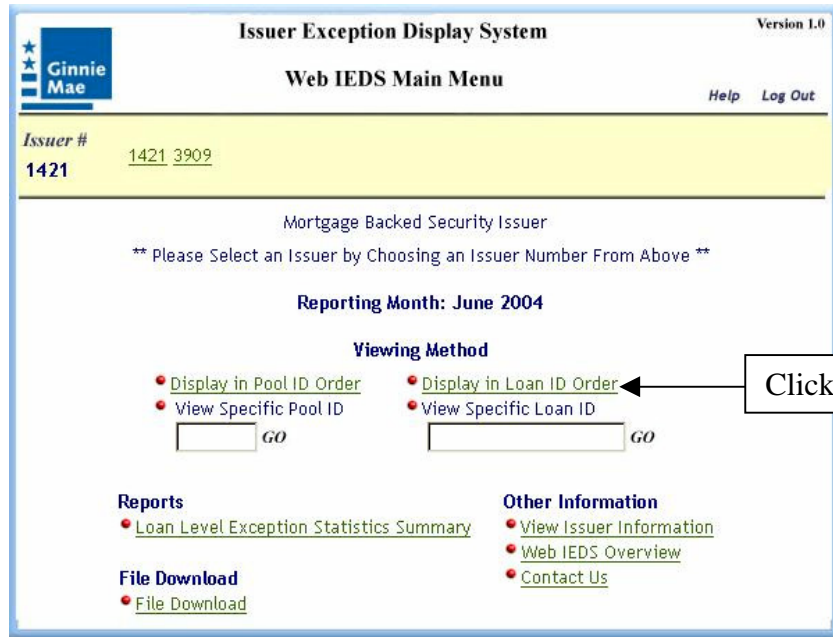 Issuer Exception Display System
Version 1.0
Ginnie
Mae
Web IEDS Main Menu
Help Log Out
Issuer #
1421
1421 3909
Mortgage Backed Security Issuer
** Please Select an Issuer by Choosing an Issuer Number From Above **
Reporting Month: June 2004
Viewing Method
Display in Pool ID Order Display in Loan ID Order
Click
View Specific Pool ID View Specific Loan ID
GO GO
Reports Other Information
Loan Level Exception Statistics Summary View Issuer Information
Web IEDS Overview
File Download Contact Us
File Download